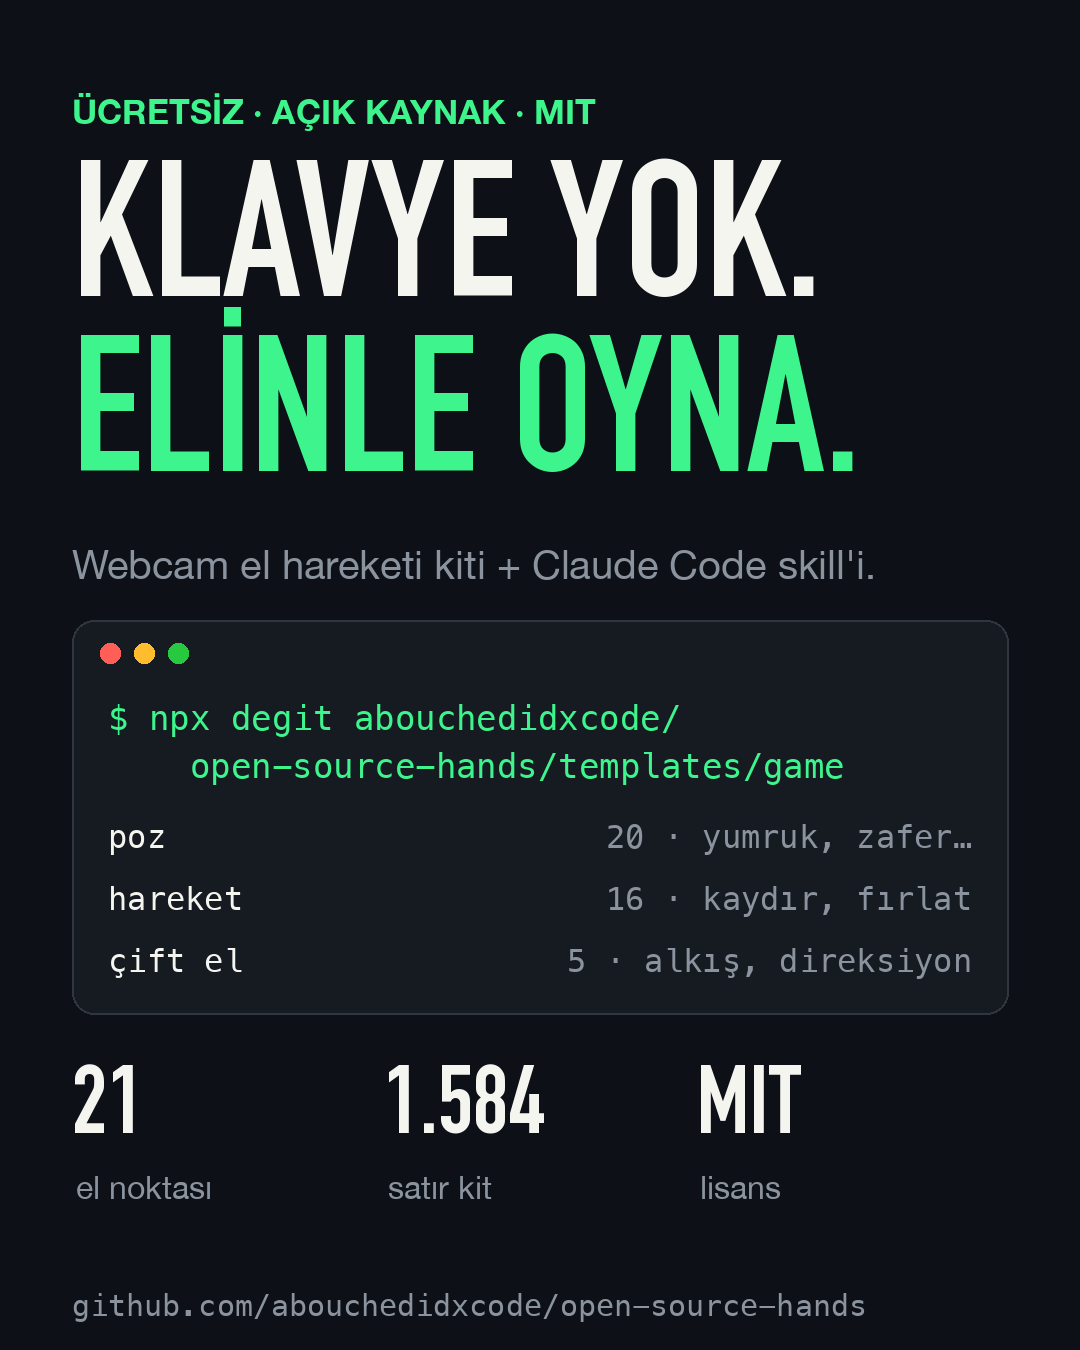 ÜCRETSİZ · AÇIK KAYNAK · MIT
KLAVYE YOK.
ELİNLE OYNA.
Webcam el hareketi kiti + Claude Code skill'i.
$ npx degit abouchedidxcode/
open-source-hands/templates/game
poz 20 · yumruk, zafer…
hareket 16 · kaydır, fırlat
çift el 5 · alkış, direksiyon
21 1.584 MIT
el noktası satır kit lisans
github.com/abouchedidxcode/open-source-hands